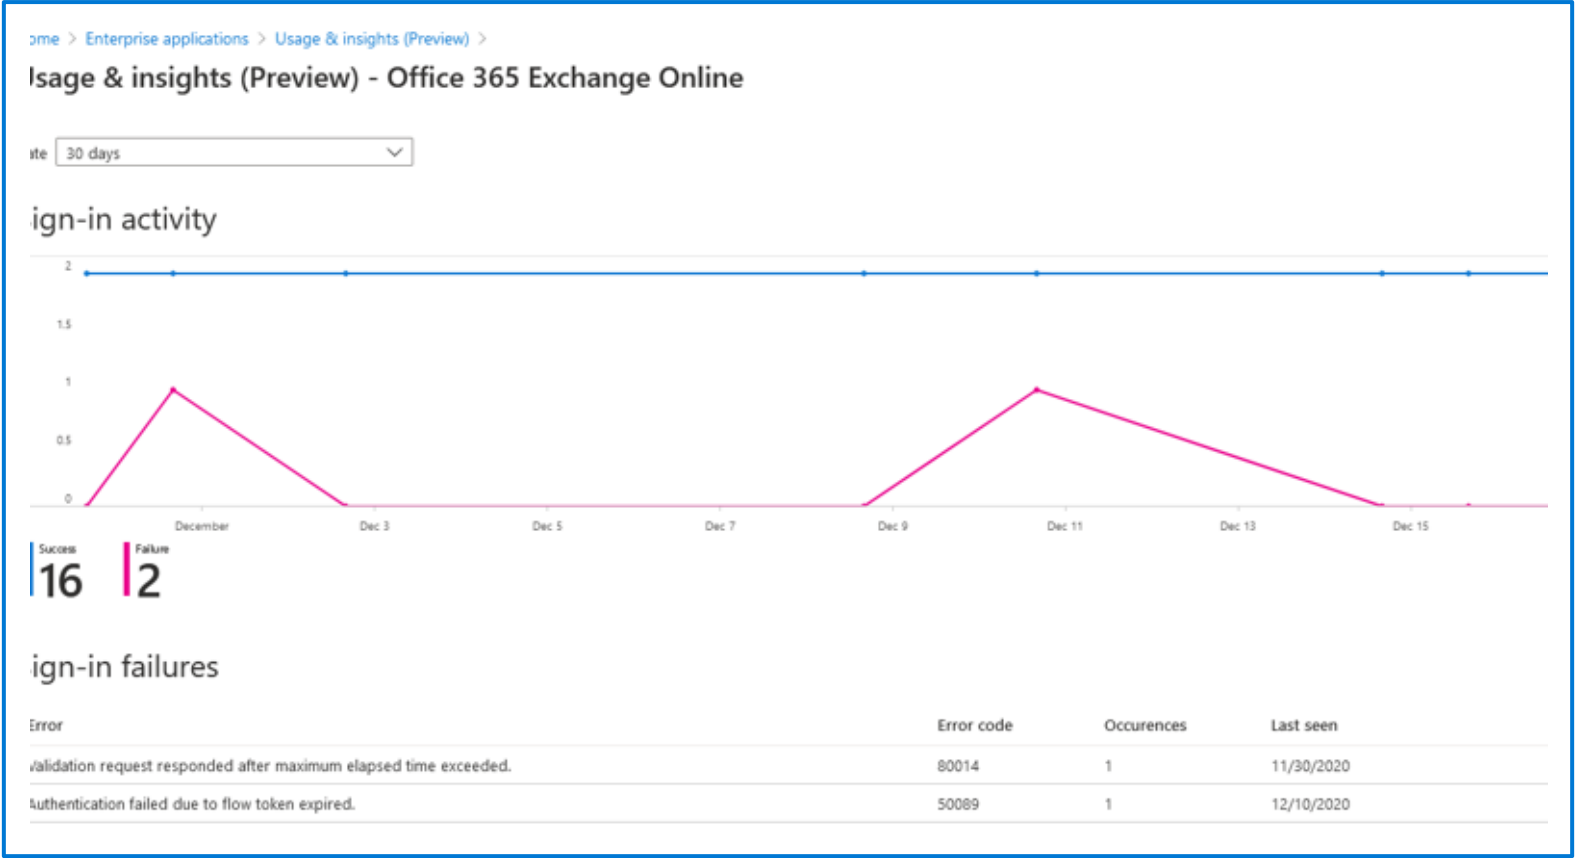 ome > Enterprise applications > Usage & insights (Preview) >
Usage & insights (Preview) - Office 365 Exchange Online
ate 30 days
ign-in activity
2
1.5
1
0.5
0
December Dec 3 Dec 5 Dec 7 Dec 9 Dec 11 Dec 13 Dec 15
Success Failure
16 2
ign-in failures
Error Error code Occurences Last seen
Validation request responded after maximum elapsed time exceeded. 80014 1 11/30/2020
Authentication failed due to flow token expired. 50089 1 12/10/2020